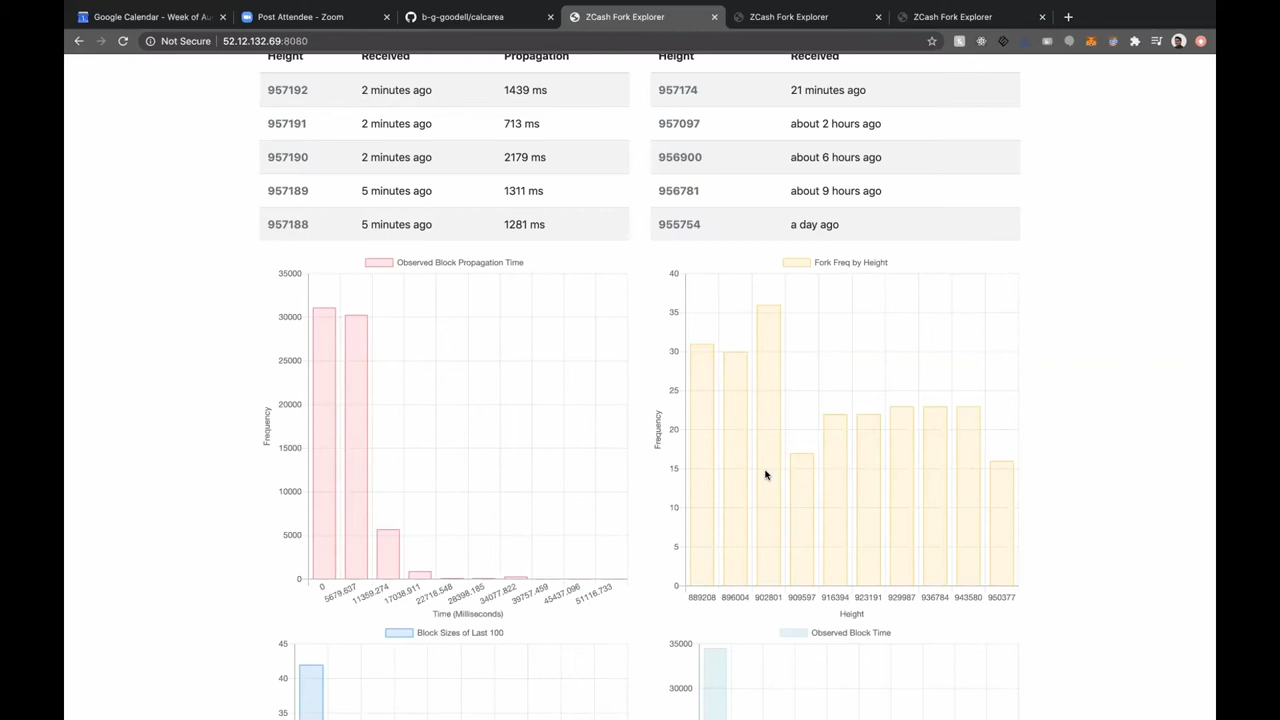 Google Calendar - Week of Au
Post Attendee - Zoom
b-g-goodell/calcarea
ZCash Fork Explorer
ZCash Fork Explorer
ZCash Fork Explorer
Not Secure | 52.12.132.69:8080
Height Received Propagation
957192 2 minutes ago 1439 ms
957191 2 minutes ago 713 ms
957190 2 minutes ago 2179 ms
957189 5 minutes ago 1311 ms
957188 5 minutes ago 1281 ms
Height Received
957174 21 minutes ago
957097 about 2 hours ago
956900 about 6 hours ago
956781 about 9 hours ago
955754 a day ago
Observed Block Propagation Time
35000
30000
25000
20000
15000
10000
5000
0
Frequency
0 5679.637 11359.274 17038.911 22718.548 28398.185 34077.822 39757.459 45437.096 51116.733
Time (Milliseconds)
Fork Freq by Height
40
35
30
25
20
15
10
5
0
Frequency
889208 896004 902801 909597 916394 923191 929987 936784 943580 950377
Height
Block Sizes of Last 100
45
40
35
Observed Block Time
35000
30000